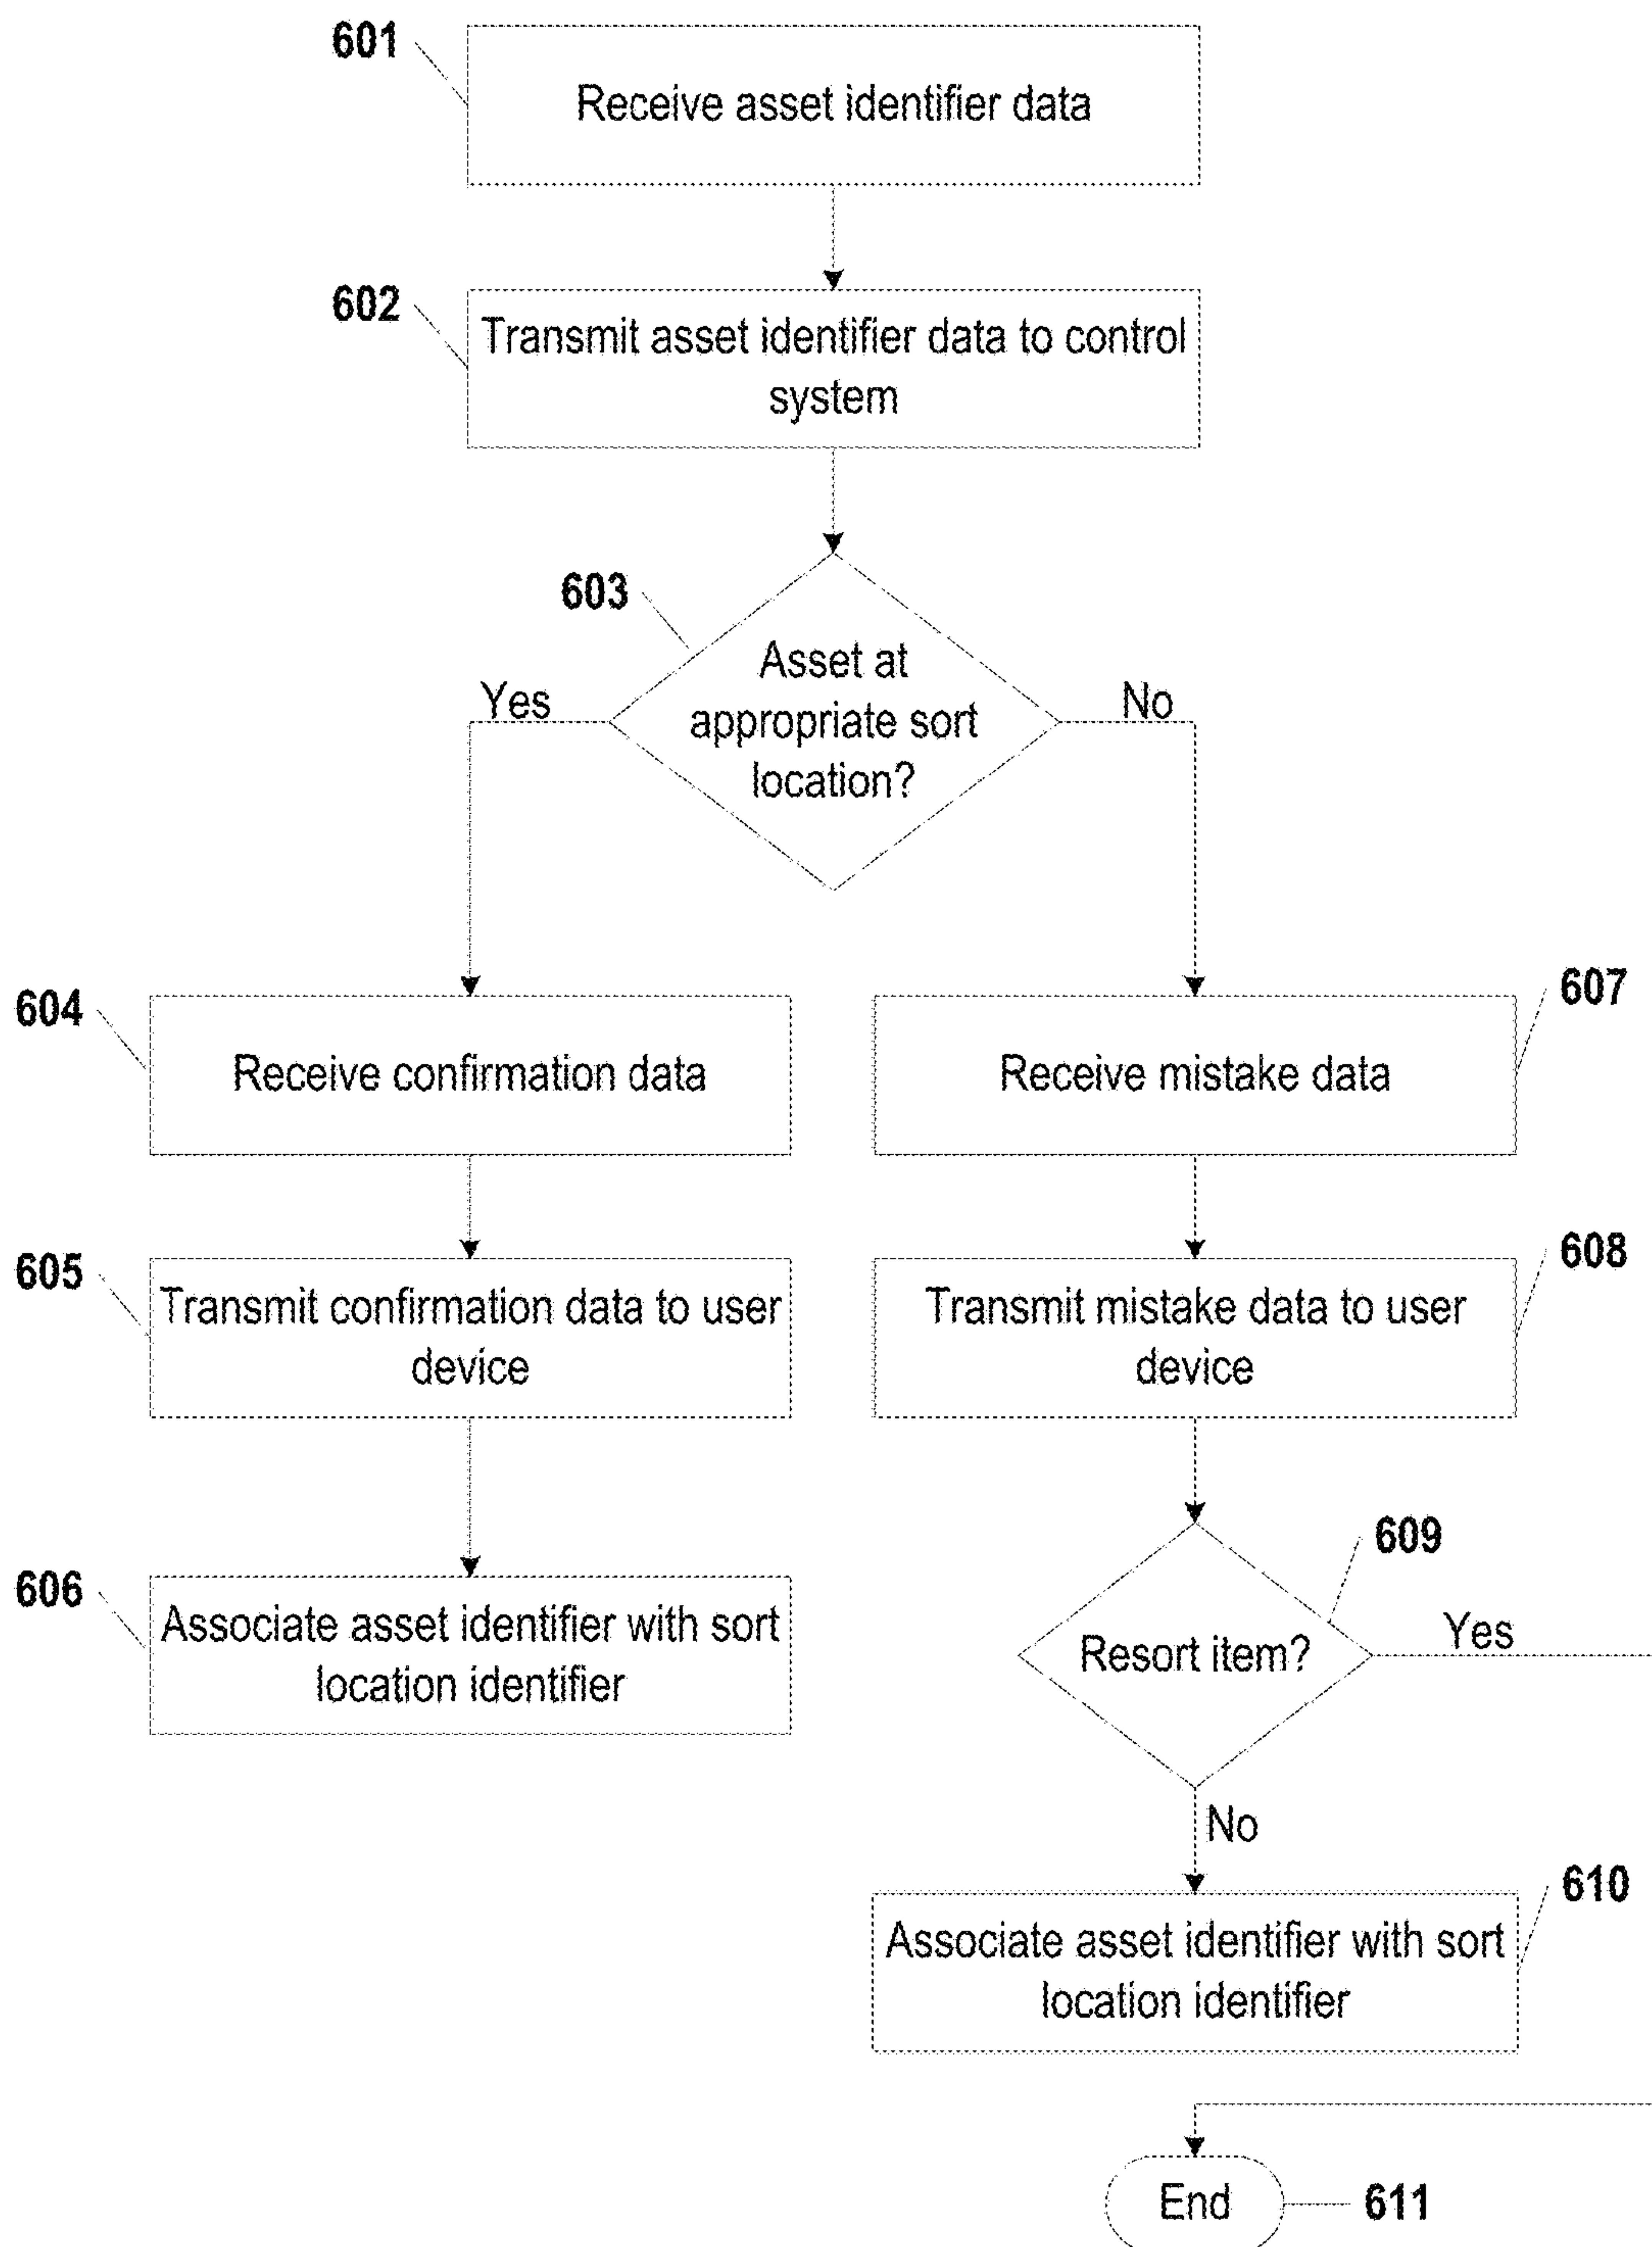 601
Receive asset identifier data
602
Transmit asset identifier data to control
system
603
Asset at
appropriate sort
location?
Yes
No
604
Receive confirmation data
607
Receive mistake data
605
Transmit confirmation data to user
device
608
Transmit mistake data to user
device
606
Associate asset identifier with sort
location identifier
609
Resort item?
Yes
No
610
Associate asset identifier with sort
location identifier
End
611